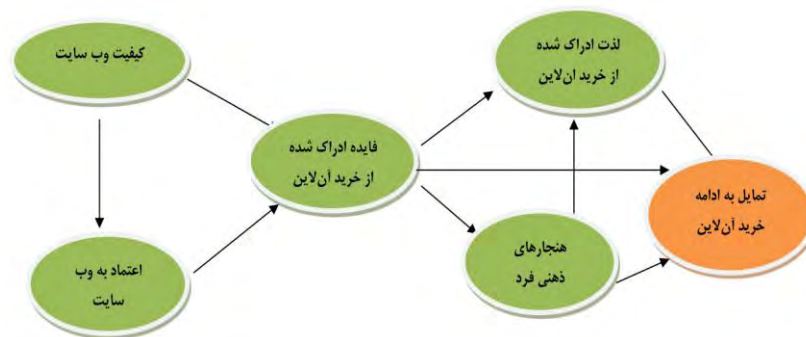 کیفیت وب سایت
لذت ادراک شده
از خرید ان‌لاین
فایده ادراک شده
از خرید آن‌لاین
تمایل به ادامه
خرید آن‌لاین
هنجارهای
ذهنی فرد
اعتماد به وب
سایت